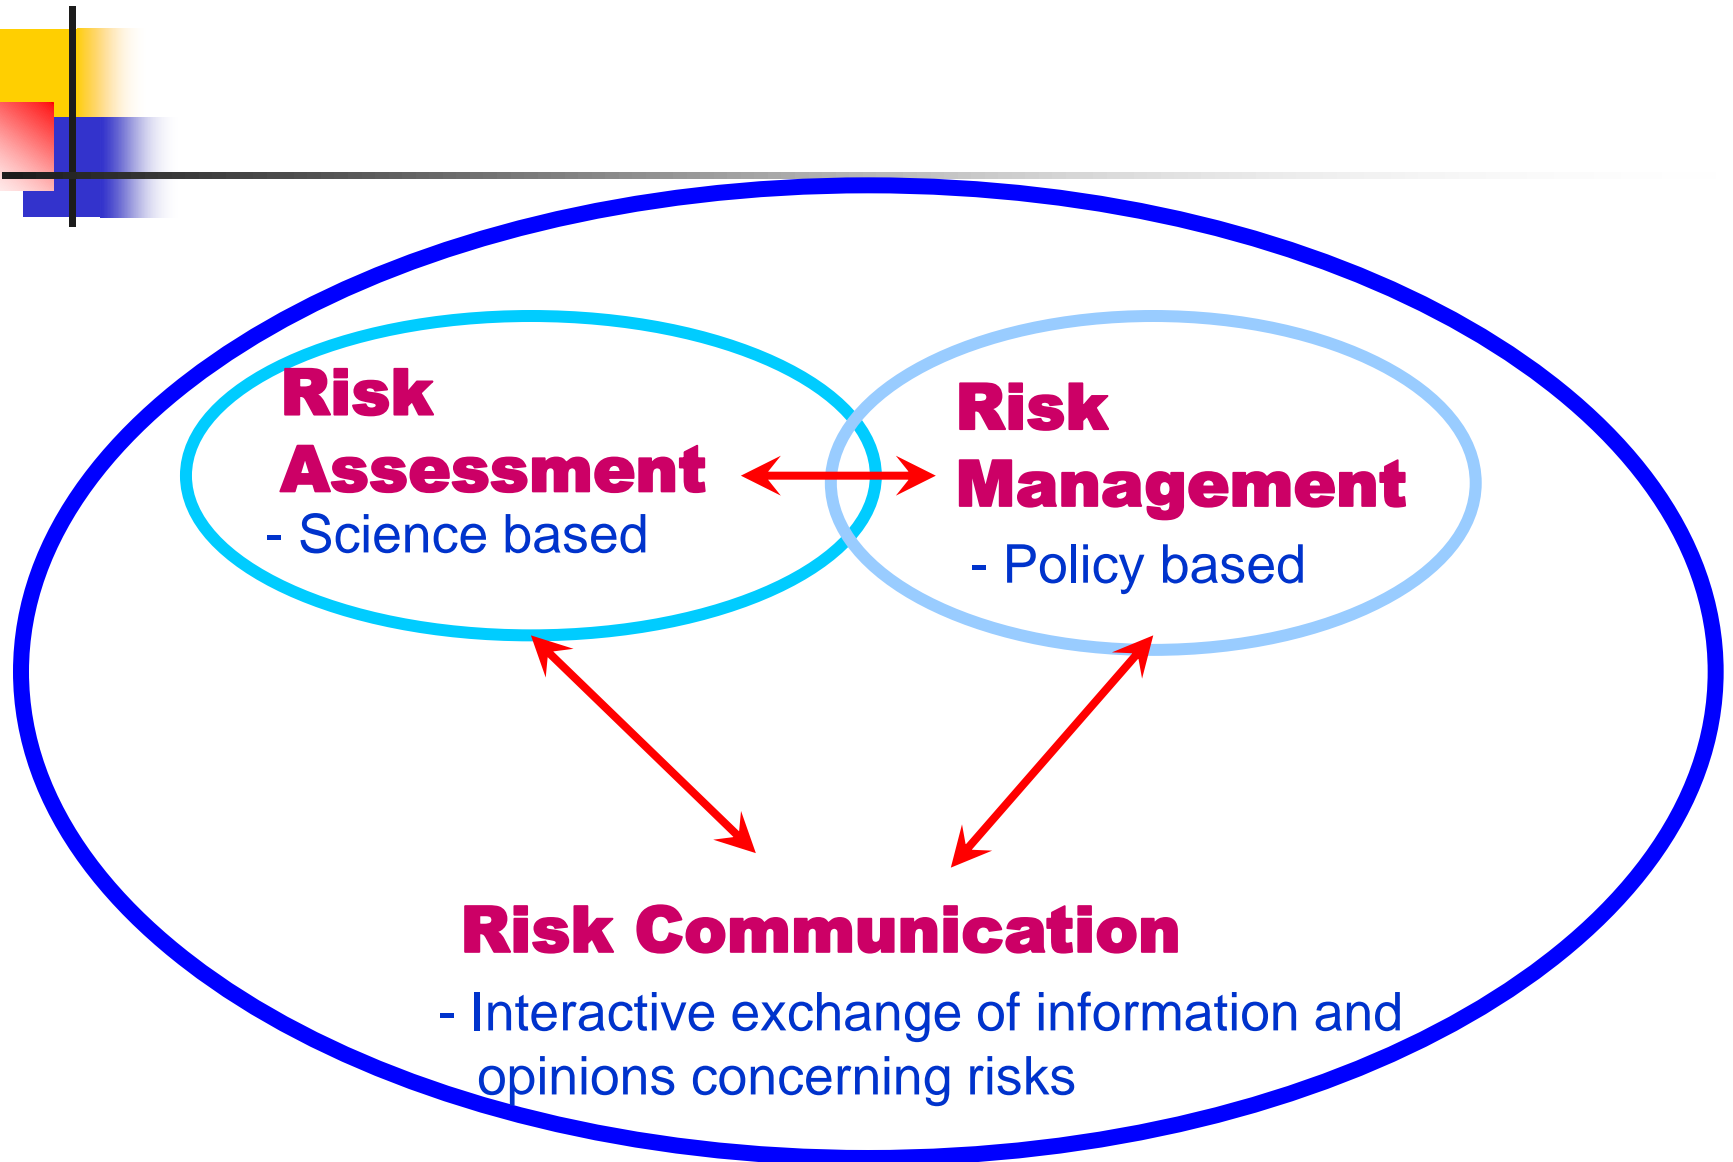 Risk
Assessment
- Science based
Risk
Management
- Policy based
Risk Communication
- Interactive exchange of information and
opinions concerning risks